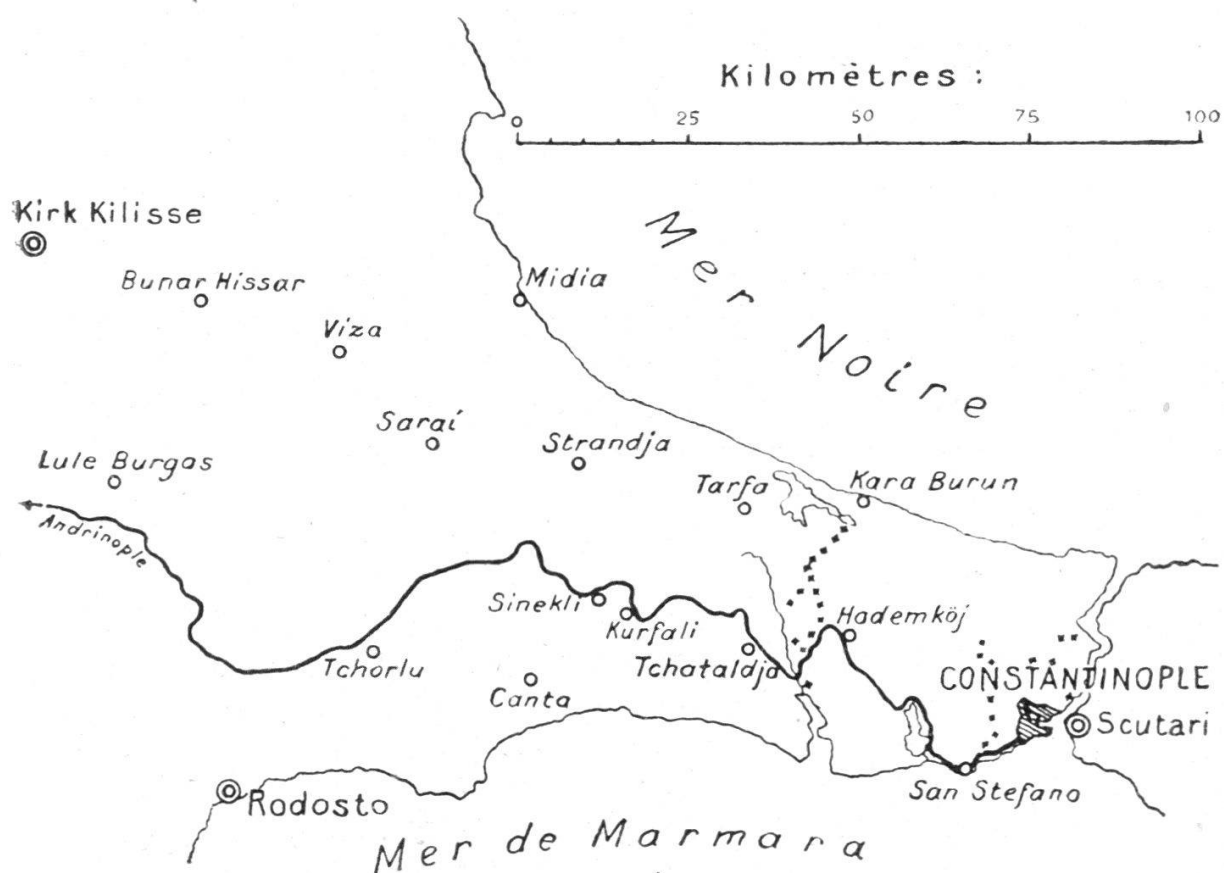 Kilomètres :
0 25 50 75 100
Kirk Kilisse
Mer Noire
Bunar Hissar
Midia
Viza
Saraí
Strandja
Lule Burgas
Tarfa
Kara Burun
Andrinople
Sinekli
Kurfali
Hademköj
Tchorlu
Tchataldja
Canta
CONSTANTINOPLE
Scutari
San Stefano
Rodosto
Mer de Marmara